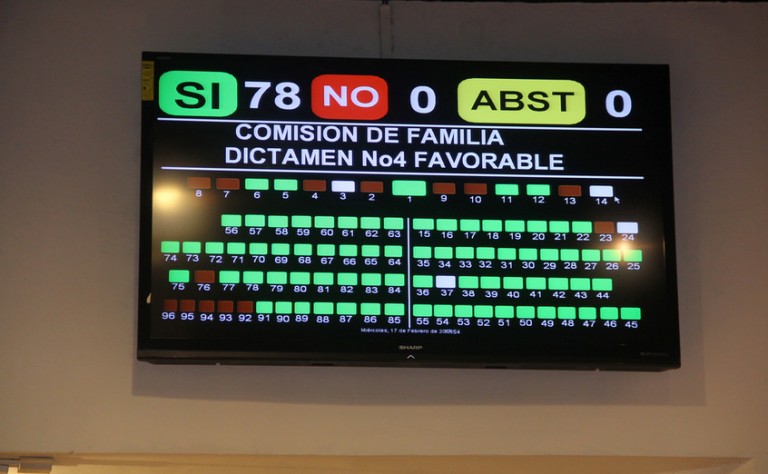 SI 78 NO 0 ABST 0
COMISION DE FAMILIA
DICTAMEN No4 FAVORABLE
8 7 6 5 4 3 2 1 9 10 11 12 13 14
56 57 58 59 60 61 62 63 15 16 17 18 19 20 21 22 23 24
74 73 72 71 70 69 68 67 66 65 64 35 34 33 32 31 30 29 28 27 26 25
75 76 77 78 79 80 81 82 83 84 36 37 38 39 40 41 42 43 44
96 95 94 93 92 91 90 89 88 87 86 85 55 54 53 52 51 50 49 48 47 46 45
Miércoles, 17 de Febrero de
SHARP